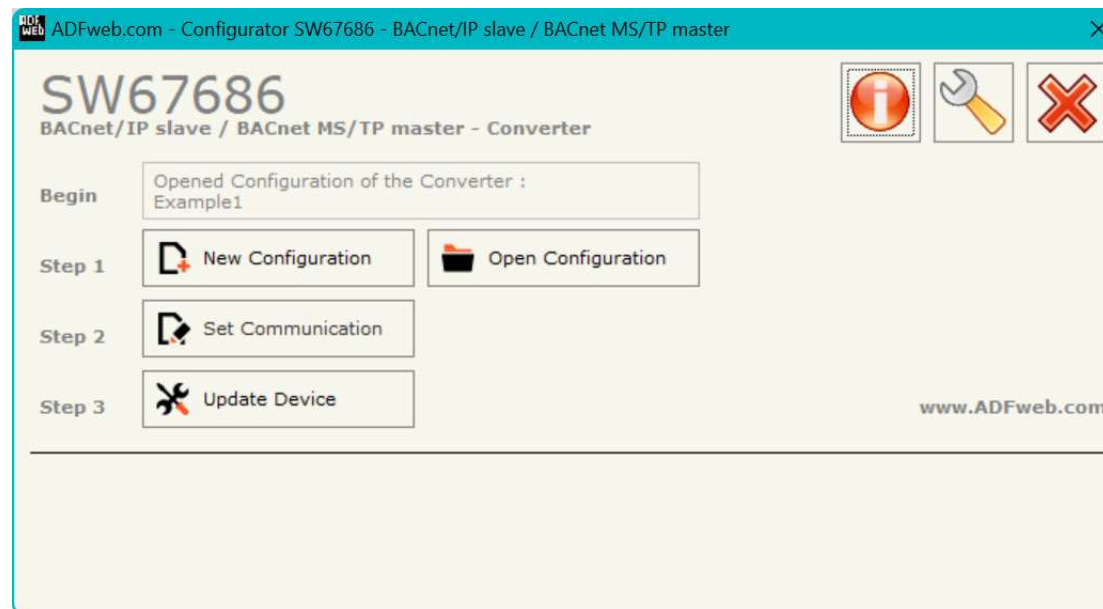 ADF
WEB
ADFweb.com - Configurator SW67686 - BACnet/IP slave / BACnet MS/TP master
SW67686
BACnet/IP slave / BACnet MS/TP master - Converter
Begin
Opened Configuration of the Converter :
Example1
Step 1
New Configuration
Open Configuration
Step 2
Set Communication
Step 3
Update Device
www.ADFweb.com